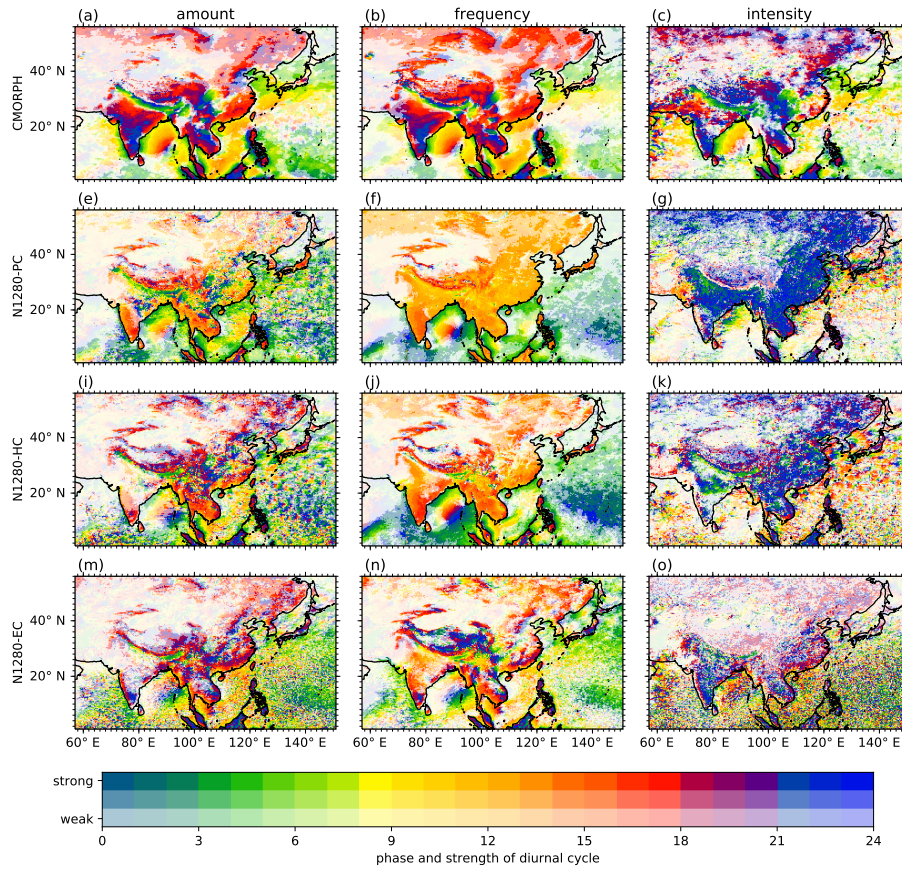 amount frequency intensity
(a) (b) (c)
CMORPH
40° N
20° N
(e) (f) (g)
N1280-PC
40° N
20° N
(i) (j) (k)
N1280-HC
40° N
20° N
(m) (n) (o)
N1280-EC
40° N
20° N
60° E 80° E 100° E 120° E 140° E 60° E 80° E 100° E 120° E 140° E 60° E 80° E 100° E 120° E 140° E
strong
weak
0 3 6 9 12 15 18 21 24
phase and strength of diurnal cycle